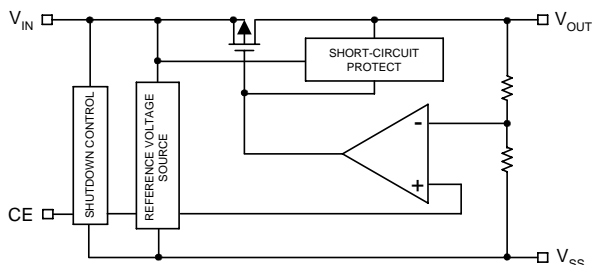 VIN
VOUT
SHORT-CIRCUIT
PROTECT
SHUTDOWN CONTROL
REFERENCE VOLTAGE
SOURCE
-
+
CE
VSS